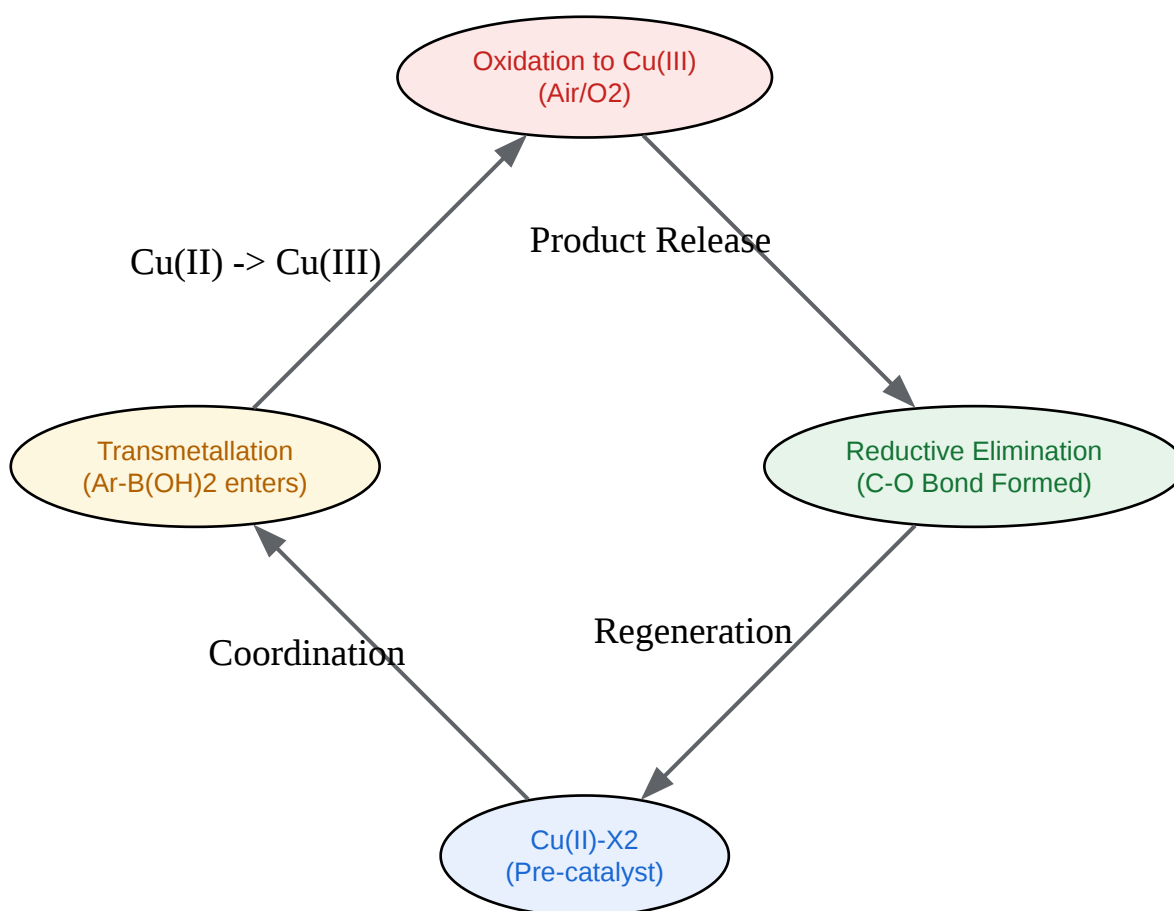 Oxidation to Cu(III)
(Air/O2)
Product Release
Cu(II) -> Cu(III)
Transmetallation
(Ar-B(OH)2 enters)
Reductive Elimination
(C-O Bond Formed)
Regeneration
Coordination
Cu(II)-X2
(Pre-catalyst)